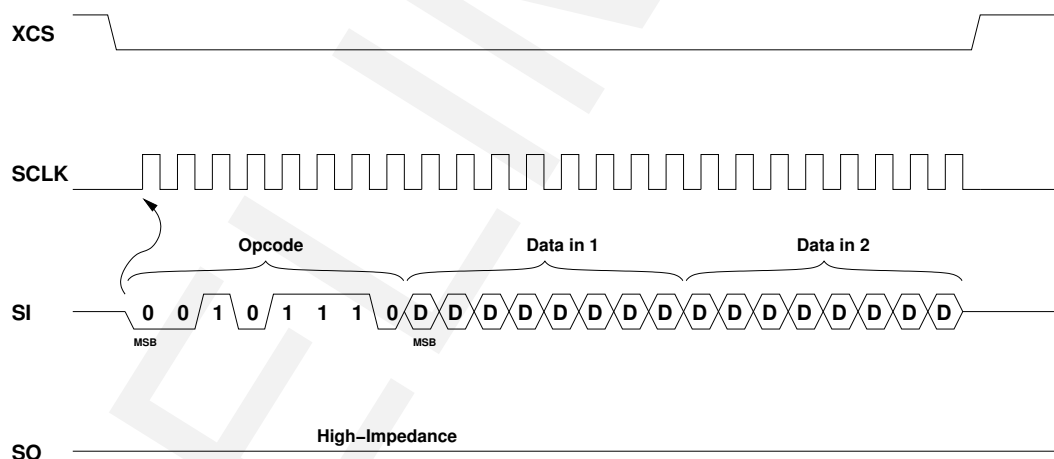 XCS
SCLK
Opcode Data in 1 Data in 2
SI 0 0 1 0 1 1 1 0 D D D D D D D D D D D D D D D D
MSB MSB
High−Impedance
SO